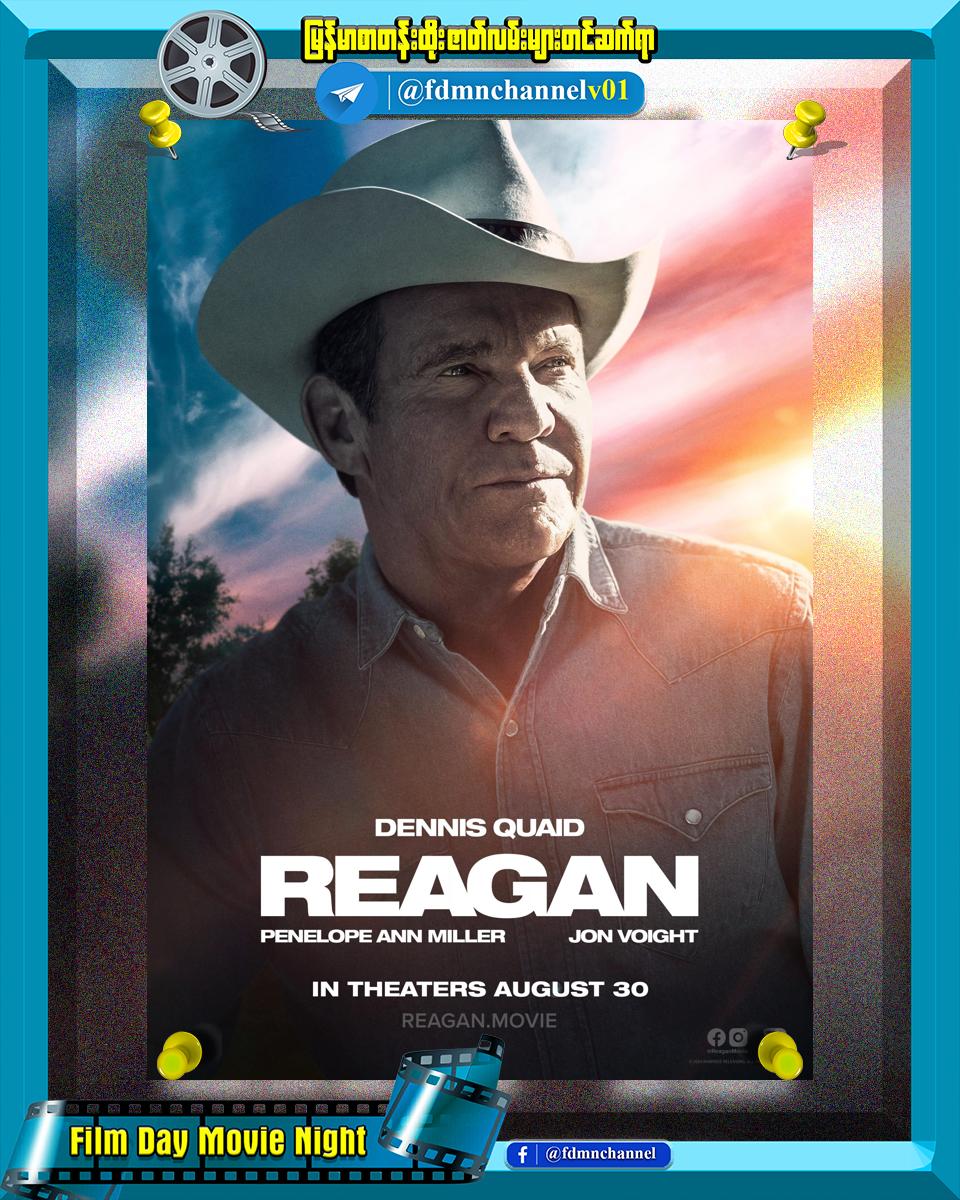 မြန်မာစာတန်းထိုးဇာတ်လမ်းများတင်ဆက်ရာ
@fdmnchannelv01
DENNIS QUAID
REAGAN
PENELOPE ANN MILLER JON VOIGHT
IN THEATERS AUGUST 30
REAGAN.MOVIE
Film Day Movie Night
@fdmnchannel